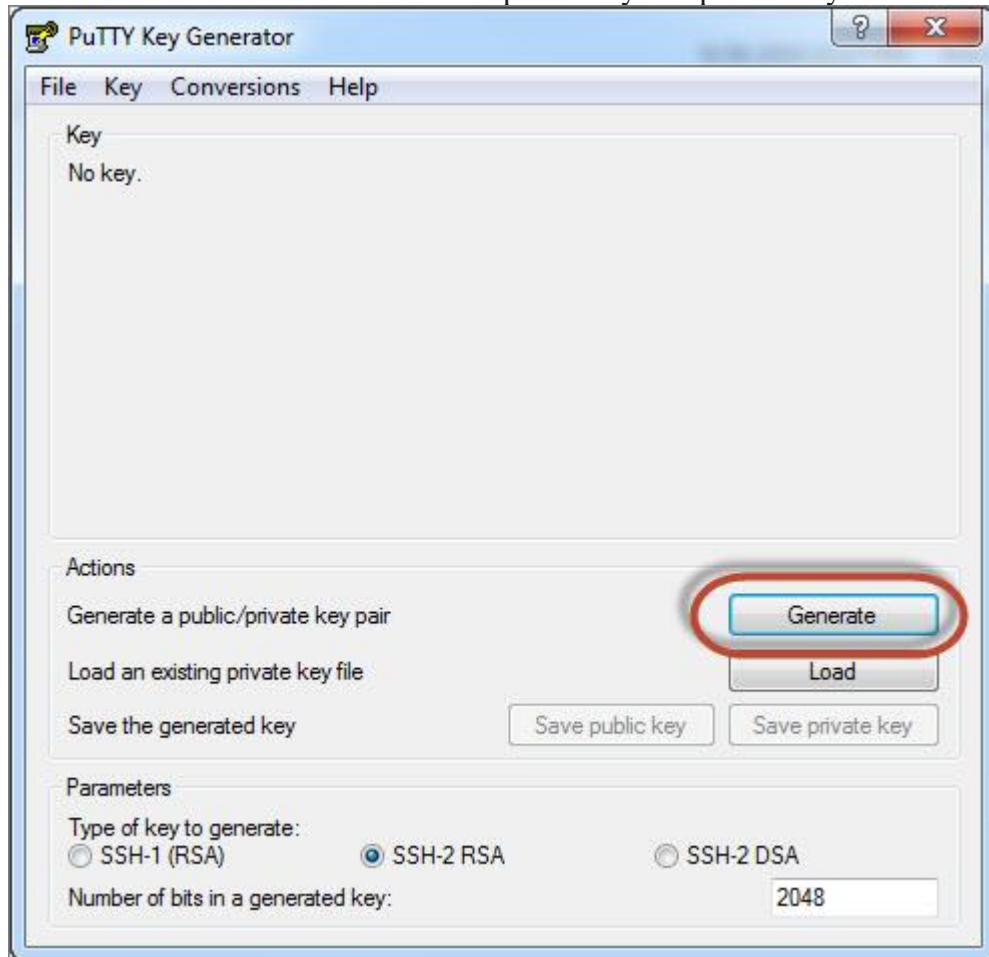 PuTTY Key Generator
File Key Conversions Help
Key
No key.
Actions
Generate a public/private key pair
Generate
Load an existing private key file
Load
Save the generated key
Save public key
Save private key
Parameters
Type of key to generate:
SSH-1 (RSA)
SSH-2 RSA
SSH-2 DSA
Number of bits in a generated key:
2048